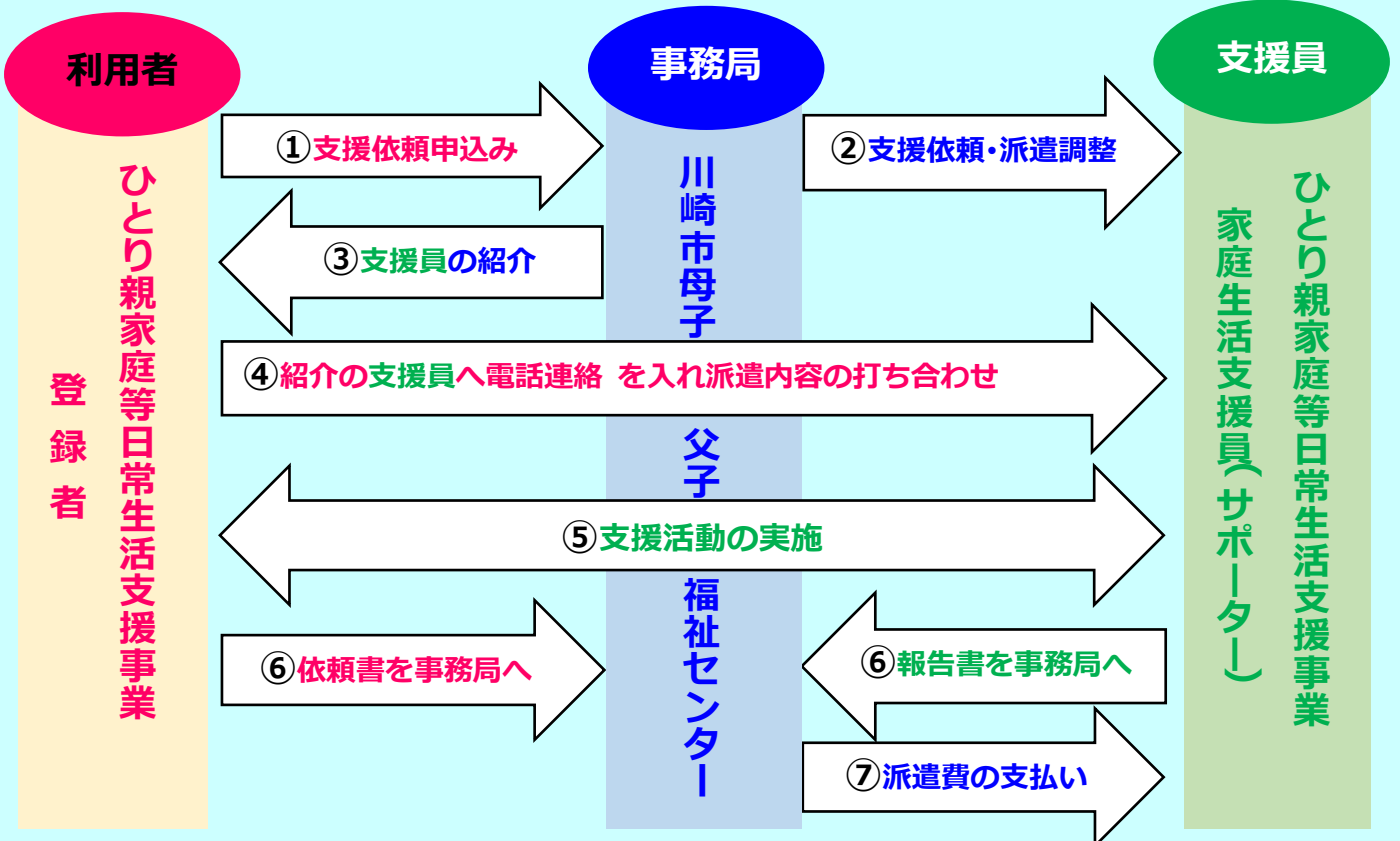 利用者
事務局
支援員
ひとり親家庭等日常生活支援事業
登録者
川崎市母子
父子
福祉センター
ひとり親家庭等日常生活支援事業
家庭生活支援員(サポーター)
①支援依頼申込み
②支援依頼・派遣調整
③支援員の紹介
④紹介の支援員へ電話連絡 を入れ派遣内容の打ち合わせ
⑤支援活動の実施
⑥依頼書を事務局へ
⑥報告書を事務局へ
⑦派遣費の支払い